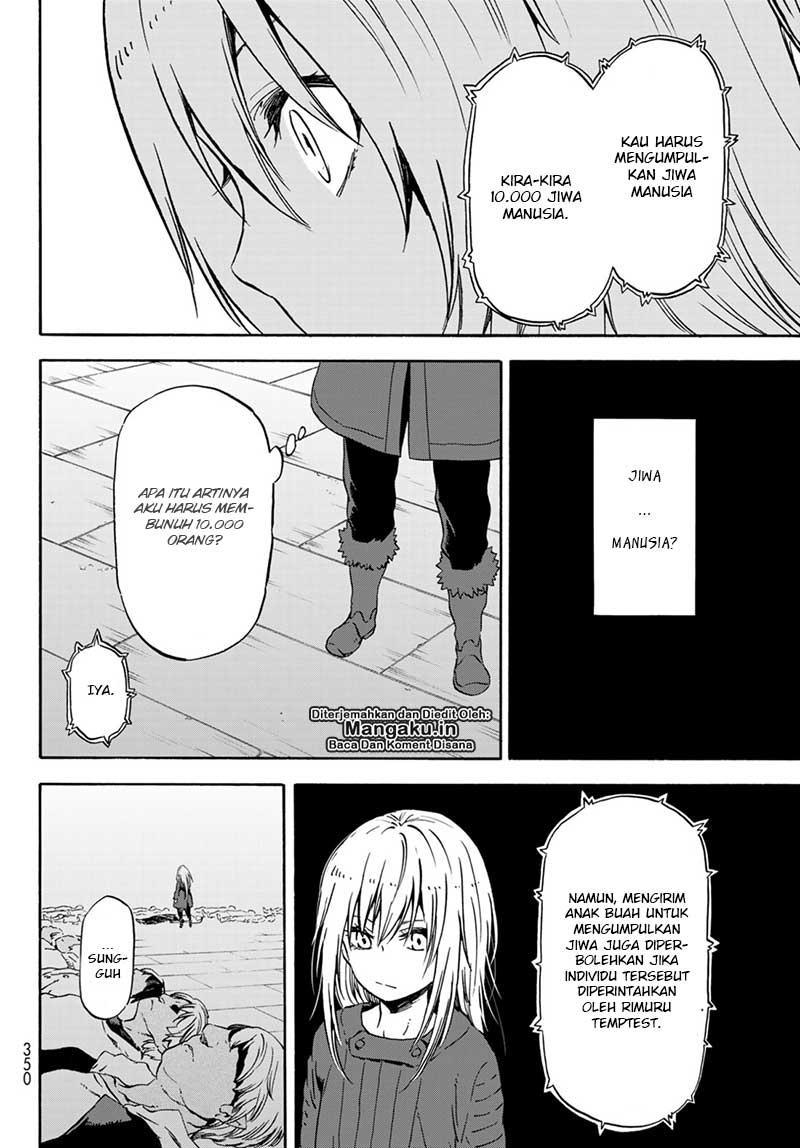 KAU HARUS
MENGUMPUL-
KAN JIWA
MANUSIA
KIRA-KIRA
10.000 JIWA
MANUSIA.
JIWA
...
MANUSIA?
APA ITU ARTINYA
AKU HARUS MEM-
BUNUH 10.000
ORANG?
IYA.
Diterjemahkan dan Diedit Oleh:
Mangaku.in
Baca Dan Koment Disana
NAMUN, MENGIRIM
ANAK BUAH UNTUK
MENGUMPULKAN
JIWA JUGA DIPER-
BOLEHKAN JIKA
INDIVIDU TERSEBUT
DIPERINTAHKAN
OLEH RIMURU
TEMPTEST.
...
SUNG-
GUH
350